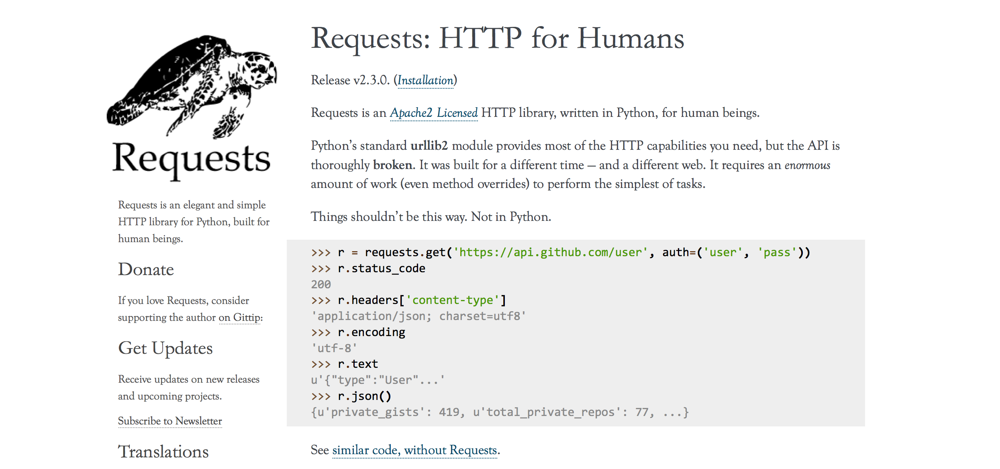 Requests
Requests is an elegant and simple
HTTP library for Python, built for
human beings.
Donate
If you love Requests, consider
supporting the author on Gittip:
Get Updates
Receive updates on new releases
and upcoming projects.
Subscribe to Newsletter
Translations
Requests: HTTP for Humans
Release v2.3.0. (Installation)
Requests is an Apache2 Licensed HTTP library, written in Python, for human beings.
Python’s standard urllib2 module provides most of the HTTP capabilities you need, but the API is
thoroughly broken. It was built for a different time — and a different web. It requires an enormous
amount of work (even method overrides) to perform the simplest of tasks.
Things shouldn’t be this way. Not in Python.
>>> r = requests.get('https://api.github.com/user', auth=('user', 'pass'))
>>> r.status_code
200
>>> r.headers['content-type']
'application/json; charset=utf8'
>>> r.encoding
'utf-8'
>>> r.text
u'{"type":"User"...'
>>> r.json()
{u'private_gists': 419, u'total_private_repos': 77, ...}
See similar code, without Requests.